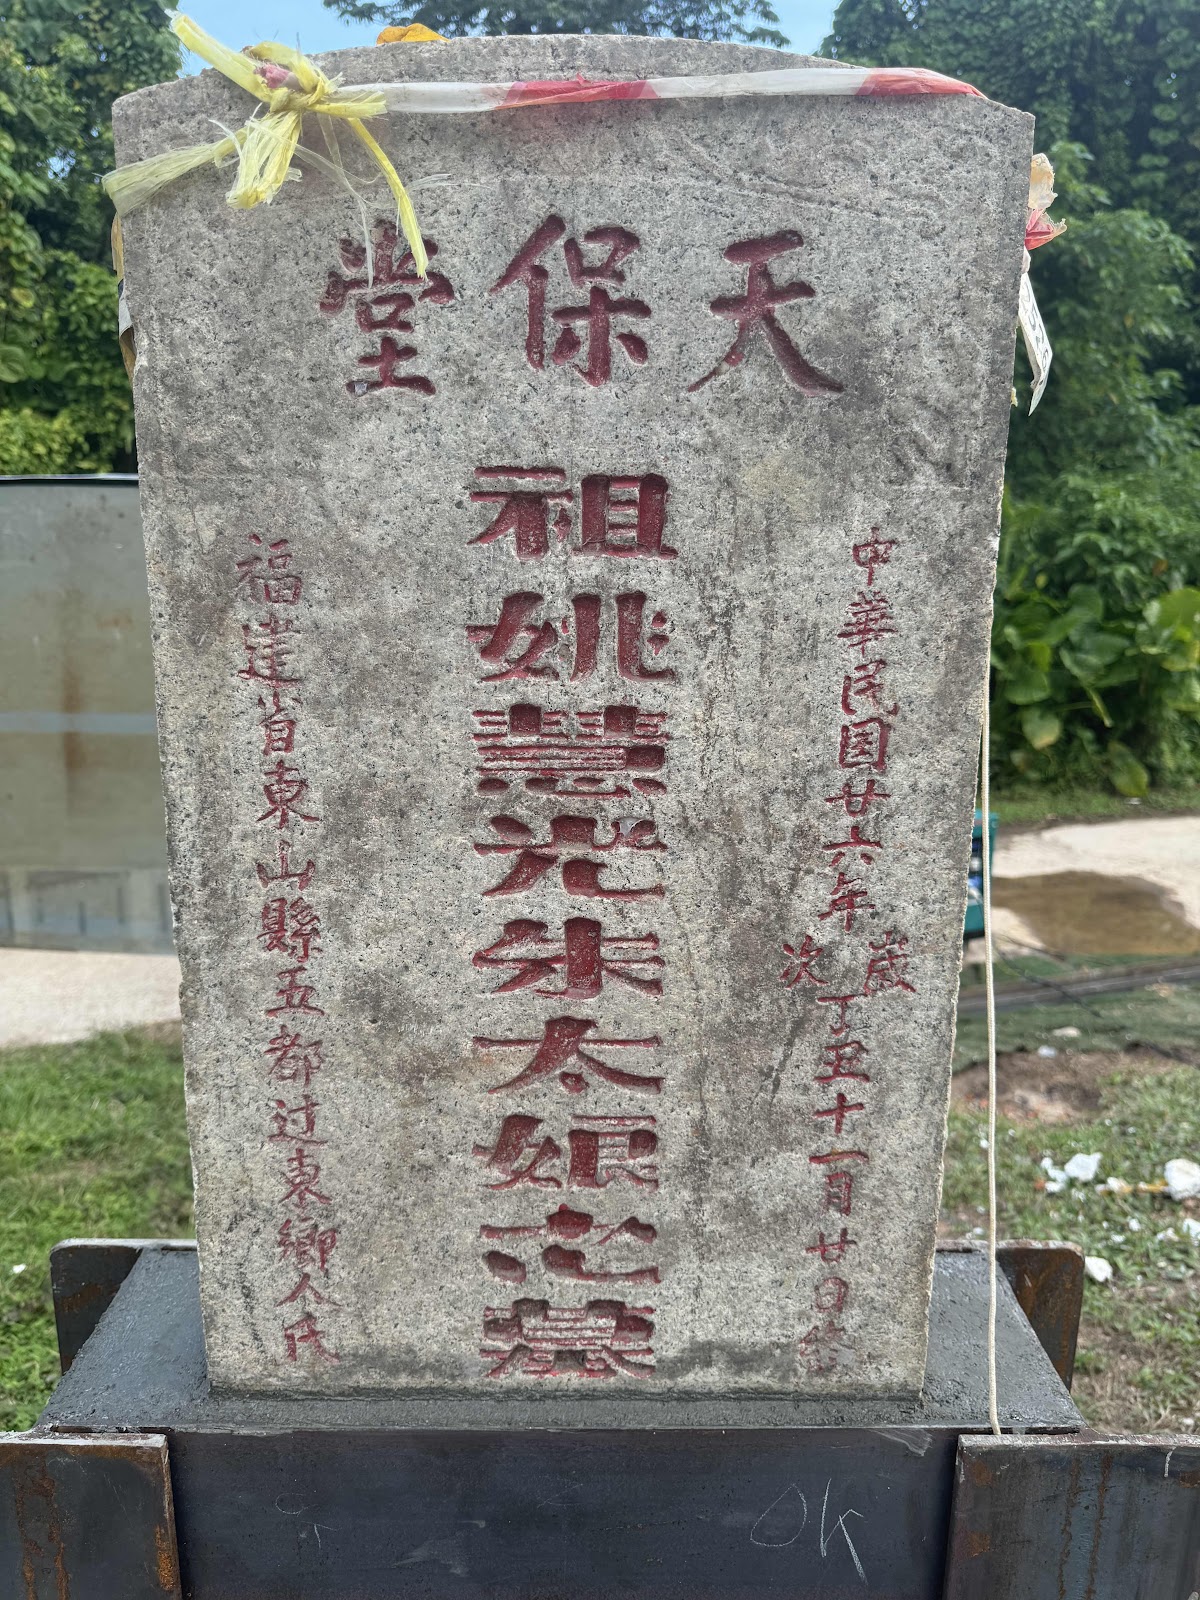 天保堂
中華民国廿六年歲次丁丑十一月廿日
祖姚慧光朱太娘之墓
福建省東山縣五都过東鄉人氏
OK